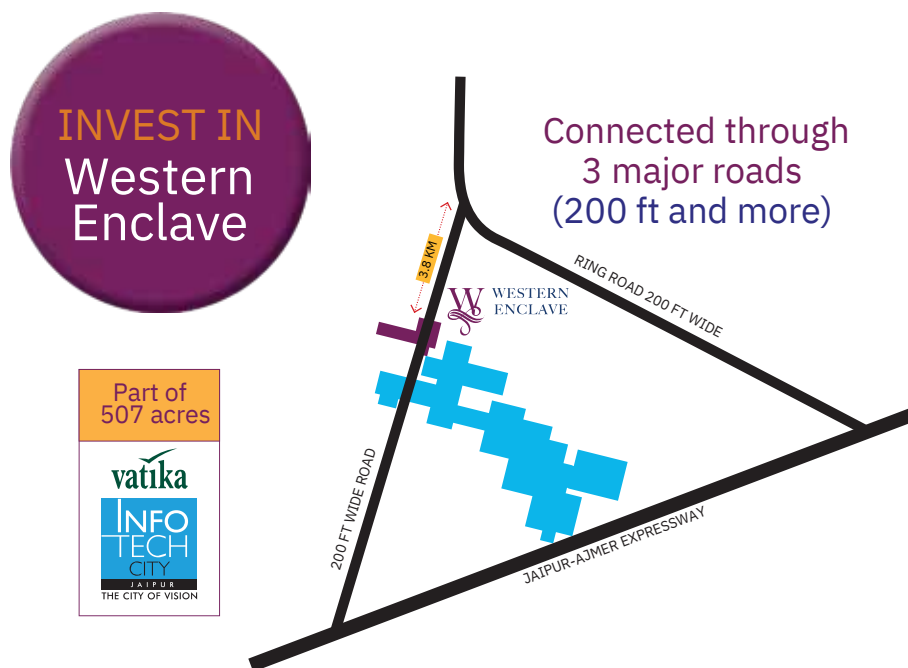 INVEST IN
Western
Enclave
Connected through
3 major roads
(200 ft and more)
3.8 KM
W
WESTERN
ENCLAVE
RING ROAD 200 FT WIDE
Part of
507 acres
vatika
INFO
TECH
CITY
JAIPUR
THE CITY OF VISION
200 FT WIDE ROAD
JAIPUR-AJMER EXPRESSWAY